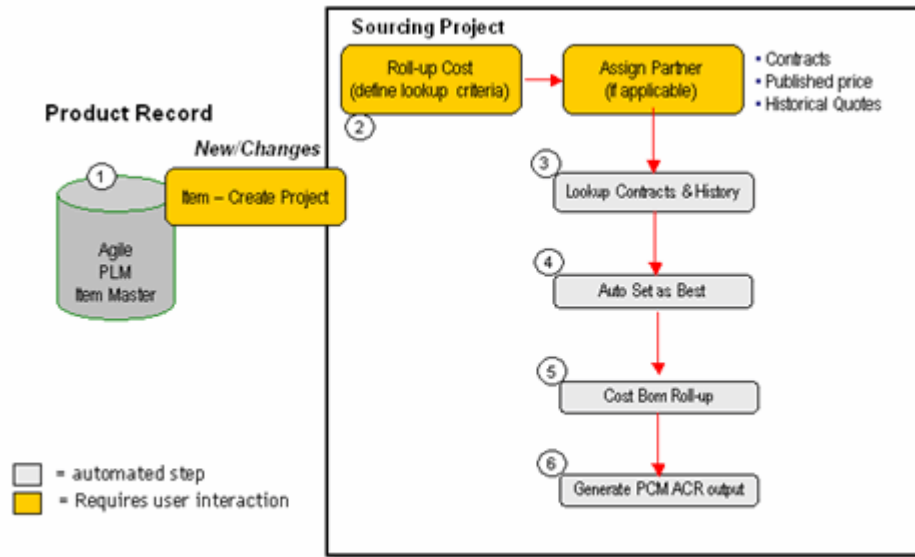 Sourcing Project
Roll-up Cost
(define lookup criteria)
2
Assign Partner
(if applicable)
• Contracts
• Published price
• Historical Quotes
Product Record
New/Changes
1
Item – Create Project
Agile
PLM
Item Master
3
Lookup Contracts & History
4
Auto Set as Best
5
Cost Bom Roll-up
6
Generate PCM ACR output
= automated step
= Requires user interaction